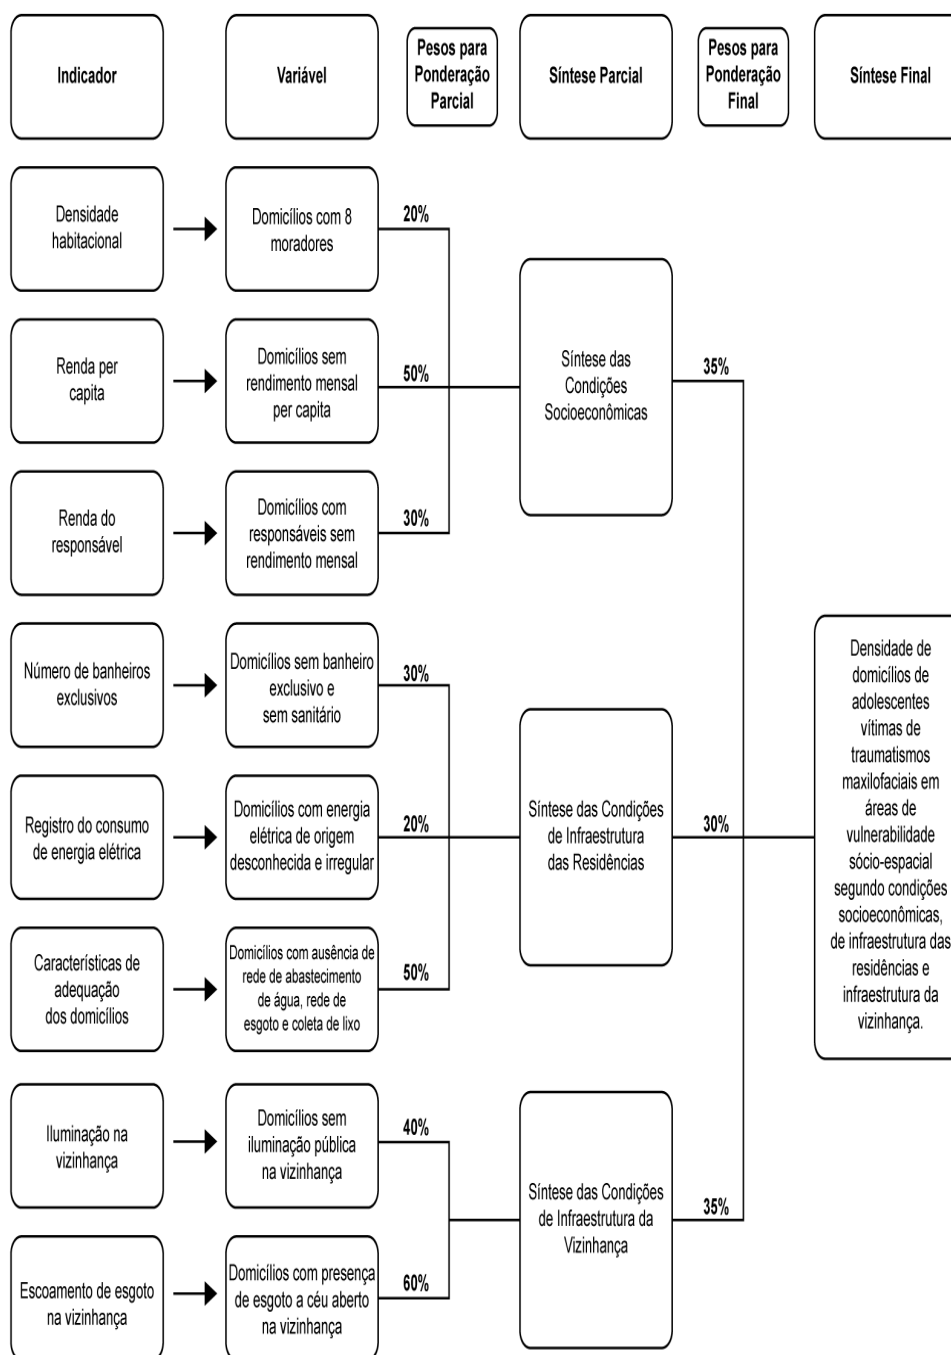 Indicador
Variável
Pesos para
Ponderação
Parcial
Síntese Parcial
Pesos para
Ponderação
Final
Síntese Final
Densidade
habitacional
Domicílios com 8
moradores
20%
Renda per
capita
Domicílios sem
rendimento mensal
per capita
50%
Renda do
responsável
Domicílios com
responsáveis sem
rendimento mensal
30%
Síntese das
Condições
Socioeconômicas
35%
Número de banheiros
exclusivos
Domicílios sem banheiro
exclusivo e
sem sanitário
30%
Registro do consumo
de energia elétrica
Domicílios com energia
elétrica de origem
desconhecida e irregular
20%
Características de
adequação
dos domicílios
Domicílios com ausência de
rede de abastecimento
de água, rede de
esgoto e coleta de lixo
50%
Síntese das Condições
de Infraestrutura
das Residências
30%
Iluminação na
vizinhança
Domicílios sem
iluminação pública
na vizinhança
40%
Escoamento de esgoto
na vizinhança
Domicílios com presença
de esgoto a céu aberto
na vizinhança
60%
Síntese das Condições
de Infraestrutura da
Vizinhança
35%
Densidade de
domicílios de
adolescentes
vítimas de
traumatismos
maxilofaciais em
áreas de
vulnerabilidade
sócio-espacial
segundo condições
socioeconômicas,
de infraestrutura das
residências e
infraestrutura da
vizinhança.